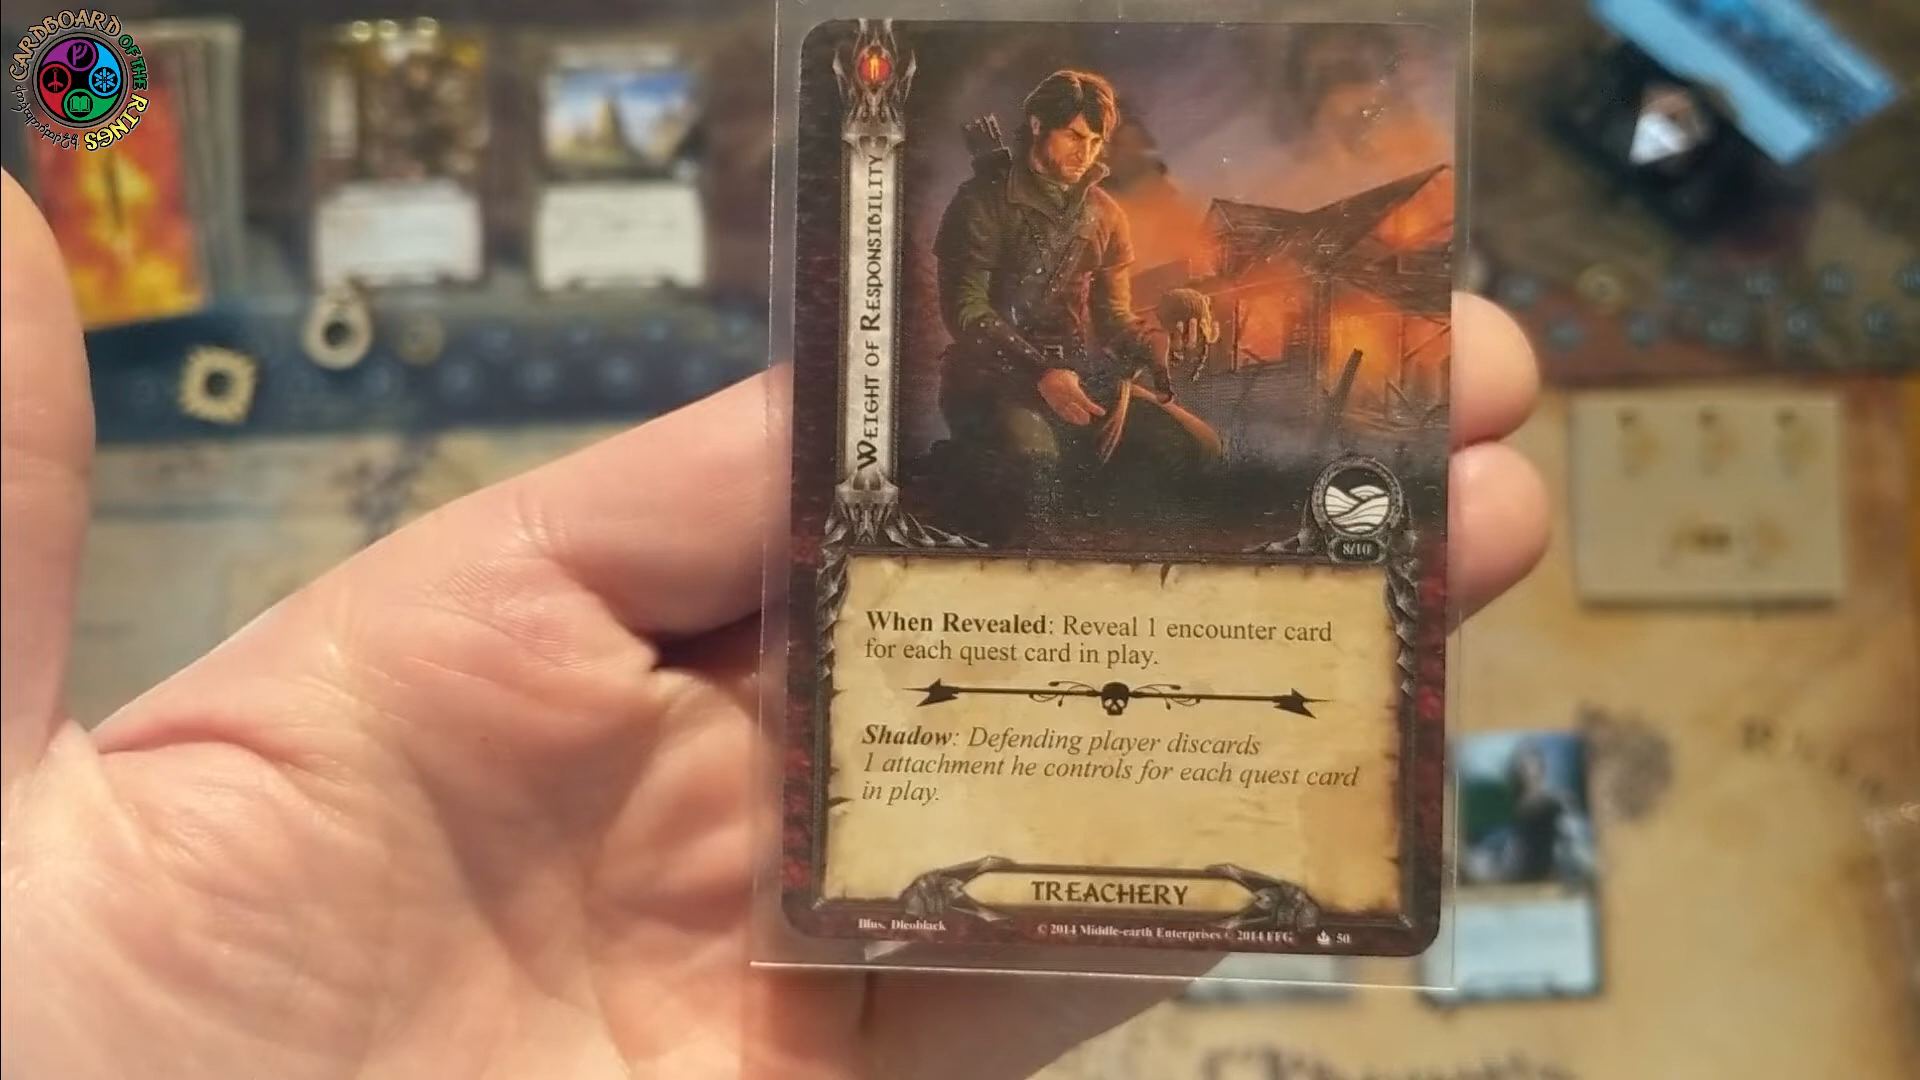 CARDBOARD OF THE RINGS
WEIGHT OF RESPONSIBILITY
8/10
When Revealed: Reveal 1 encounter card
for each quest card in play.
Shadow: Defending player discards
1 attachment he controls for each quest card
in play.
TREACHERY
Illus. Dleoblack
© 2014 Middle-earth Enterprises © 2014 FFG
50